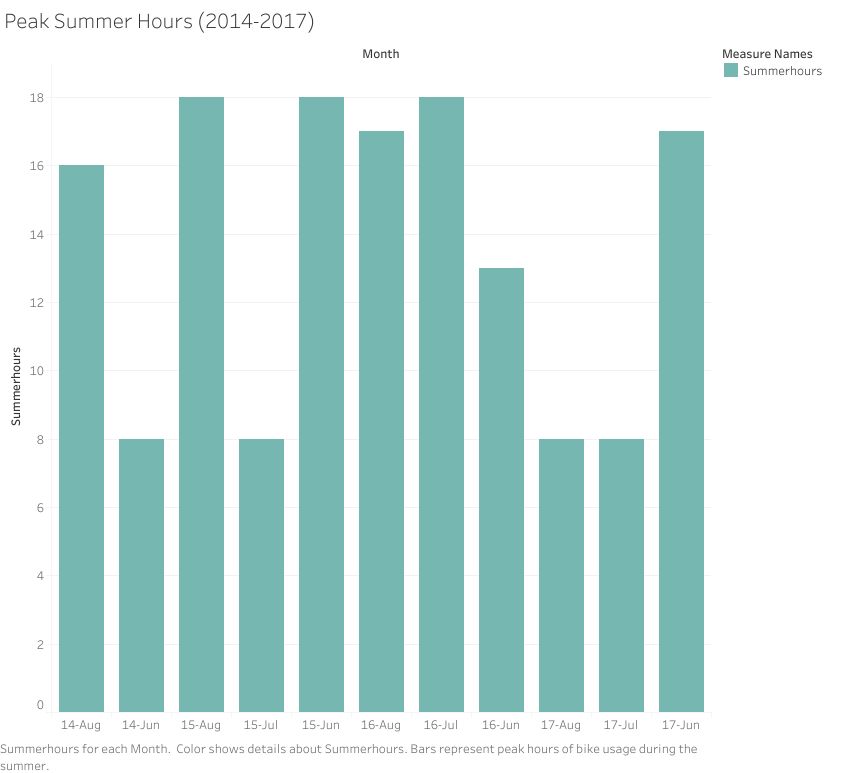 Peak Summer Hours (2014-2017)
Month
Measure Names
Summerhours
18
16
14
12
10
8
6
4
2
0
Summerhours
14-Aug 14-Jun 15-Aug 15-Jul 15-Jun 16-Aug 16-Jul 16-Jun 17-Aug 17-Jul 17-Jun
Summerhours for each Month.  Color shows details about Summerhours. Bars represent peak hours of bike usage during the
summer.